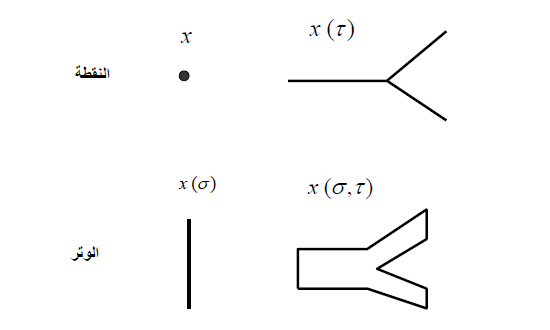 x x (τ)
النقطة
x (σ) x (σ, τ)
الوتر